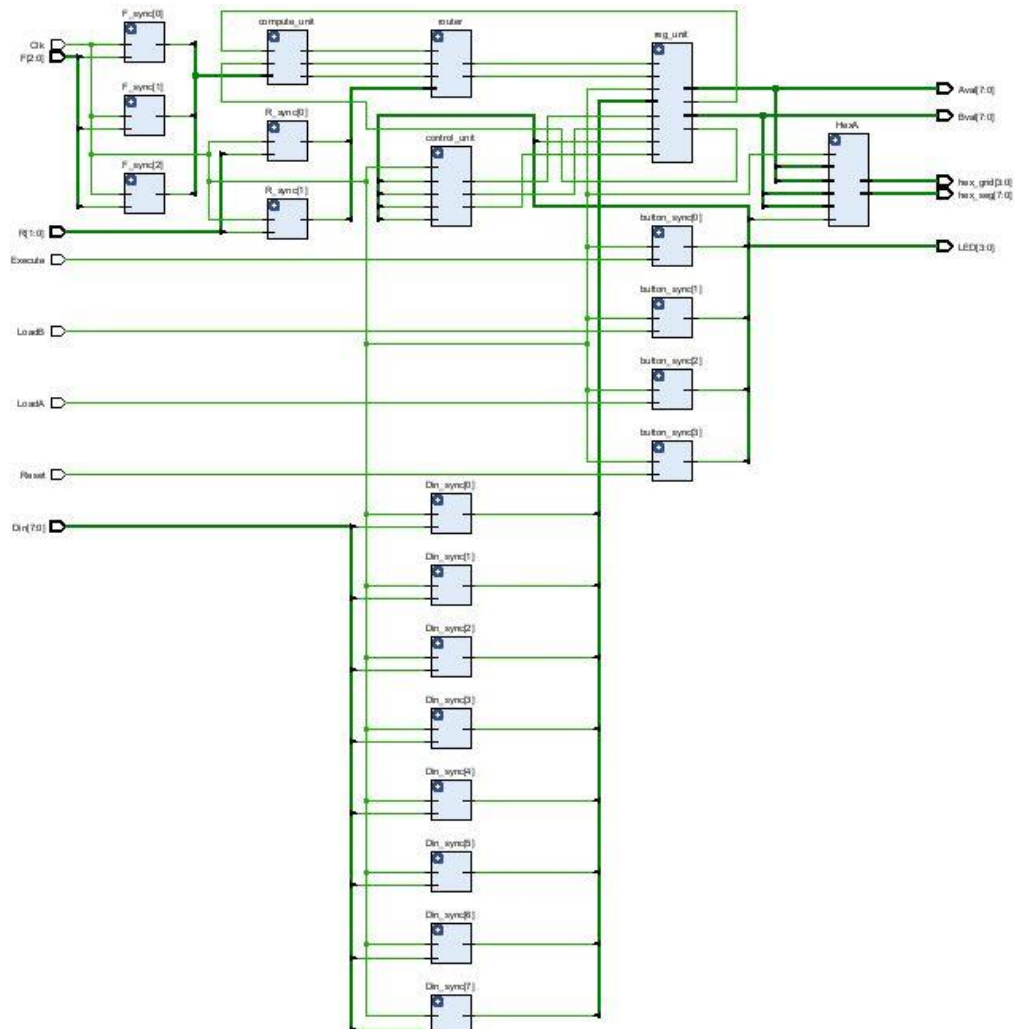 F_sync[0]
compute_unit
router
reg_unit
Clk
F[2:0]
F_sync[1]
Aval[7:0]
R_sync[0]
Bval[7:0]
HexA
control_unit
F_sync[2]
hex_grid[3:0]
R_sync[1]
hex_seg[7:0]
button_sync[0]
R[1:0]
LED[3:0]
Execute
button_sync[1]
LoadB
button_sync[2]
LoadA
button_sync[3]
Reset
Din_sync[0]
Din[7:0]
Din_sync[1]
Din_sync[2]
Din_sync[3]
Din_sync[4]
Din_sync[5]
Din_sync[6]
Din_sync[7]